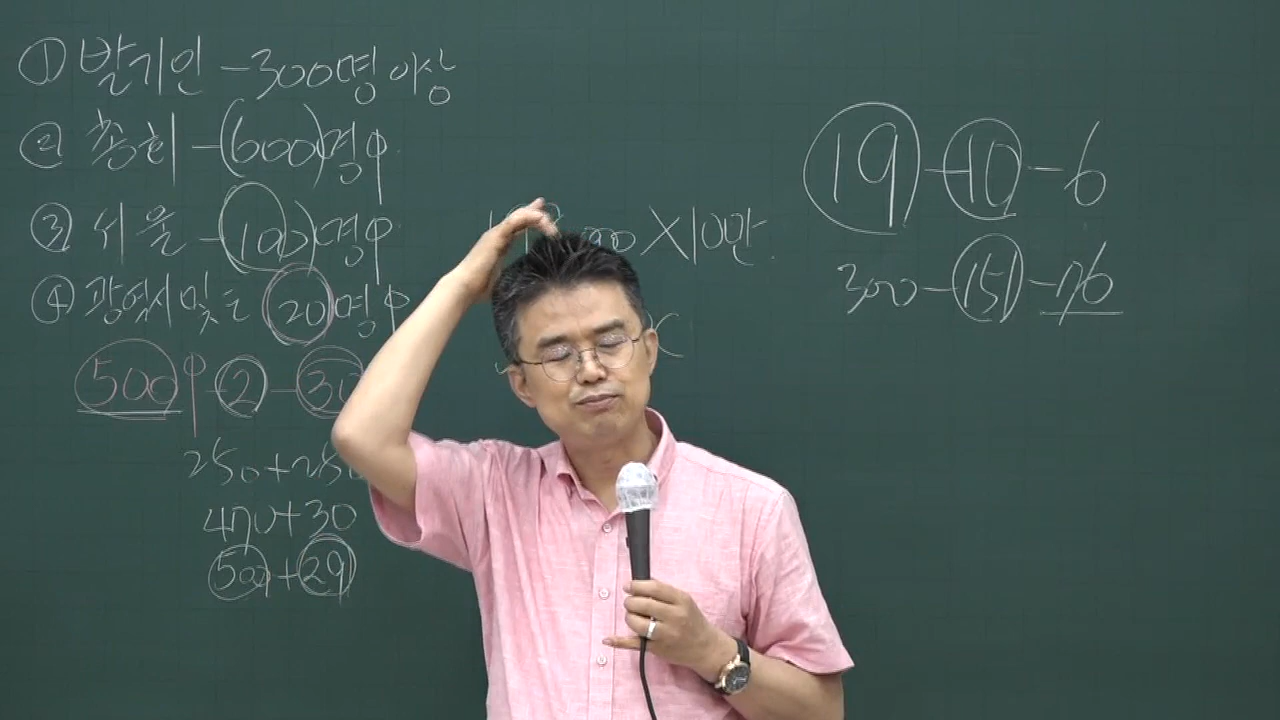 ① 발기인 - 300명 이상
② 총회 - 600명↑
③ 서울 - 100명↑
④ 광역시 및 도 20명↑
500↑ - 2 - 30
250 + 250
470 + 30
500 + 29
X 10만
19 - 10 - 6
300 - 151 - 76